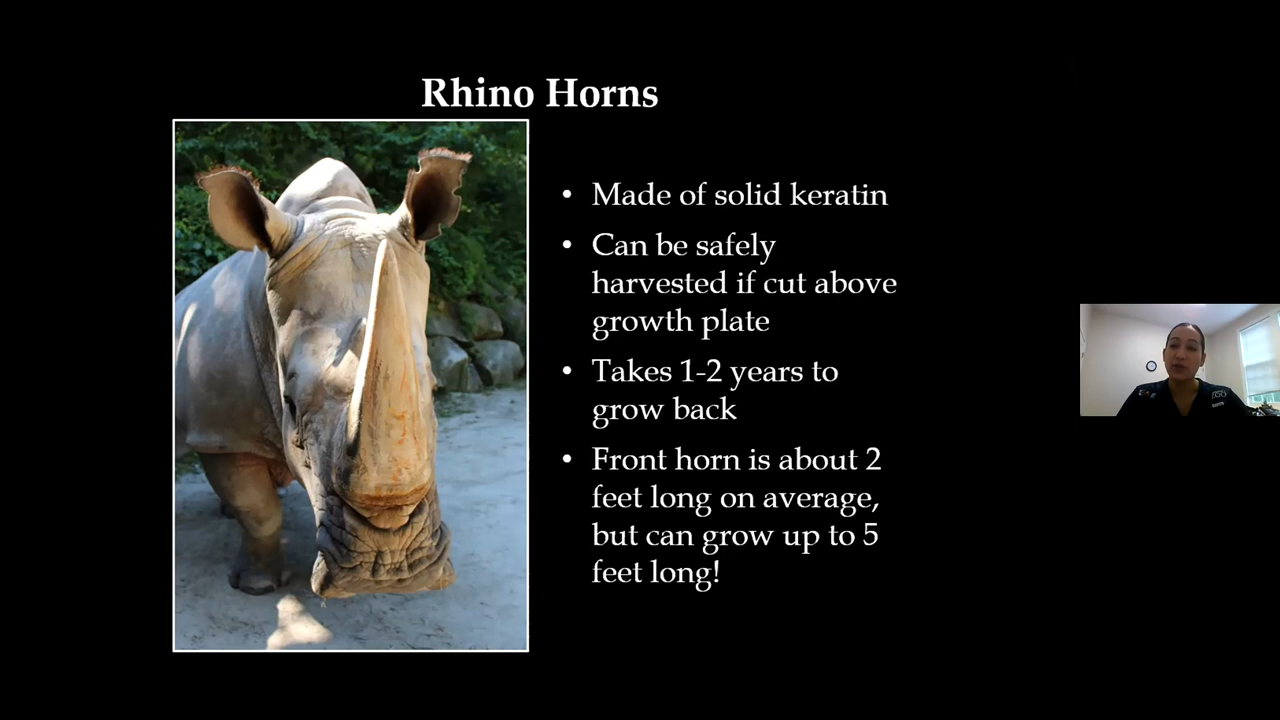 Rhino Horns
• Made of solid keratin
• Can be safely
harvested if cut above
growth plate
• Takes 1-2 years to
grow back
• Front horn is about 2
feet long on average,
but can grow up to 5
feet long!